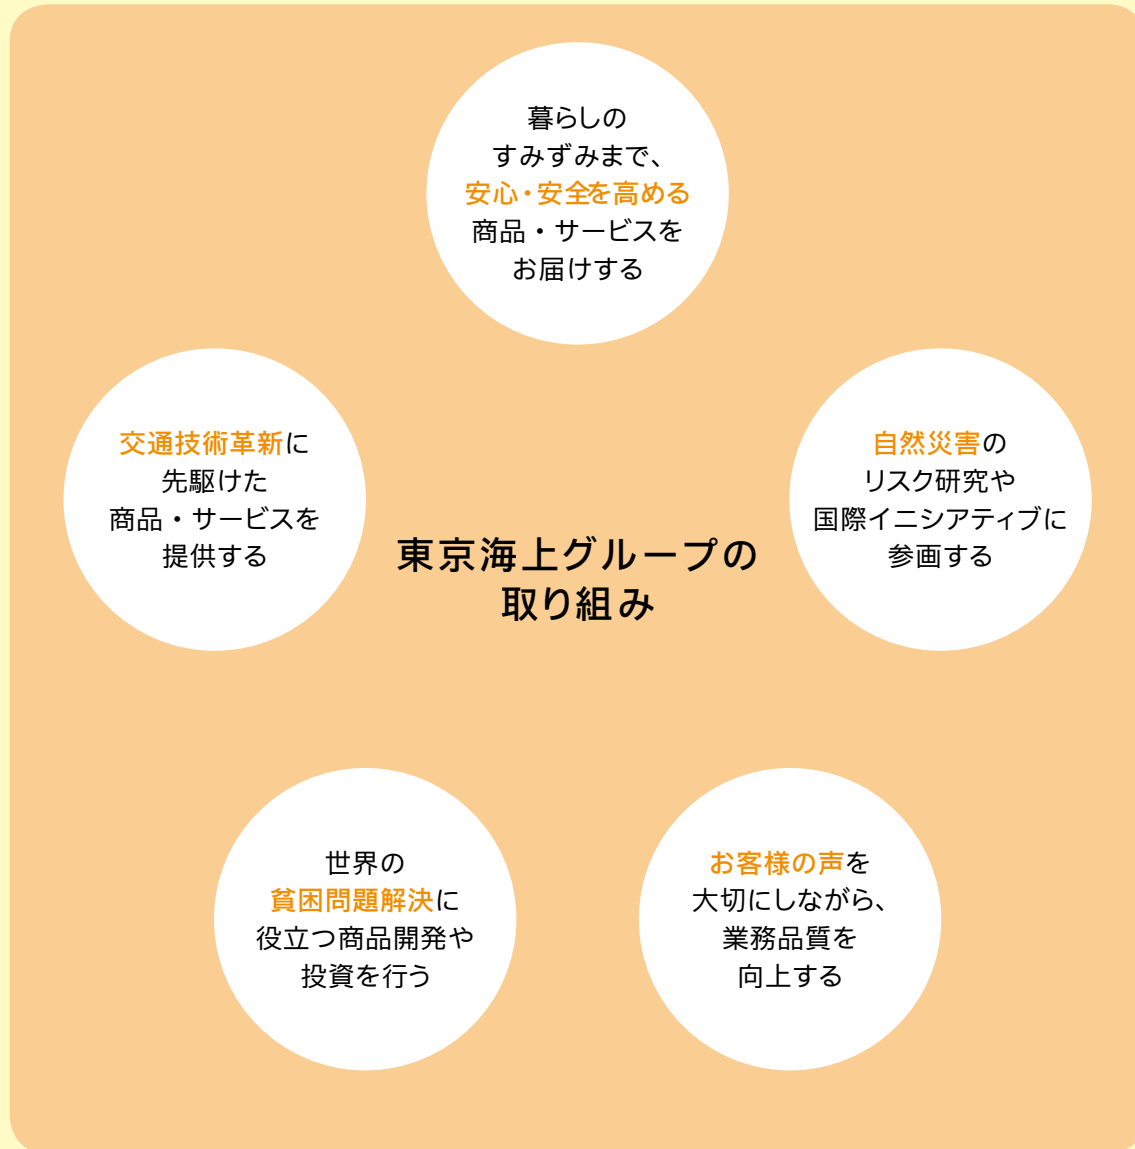 暮らしの
すみずみまで、
安心・安全を高める
商品・サービスを
お届けする
交通技術革新に
先駆けた
商品・サービスを
提供する
自然災害の
リスク研究や
国際イニシアティブに
参画する
東京海上グループの
取り組み
世界の
貧困問題解決に
役立つ商品開発や
投資を行う
お客様の声を
大切にしながら、
業務品質を
向上する